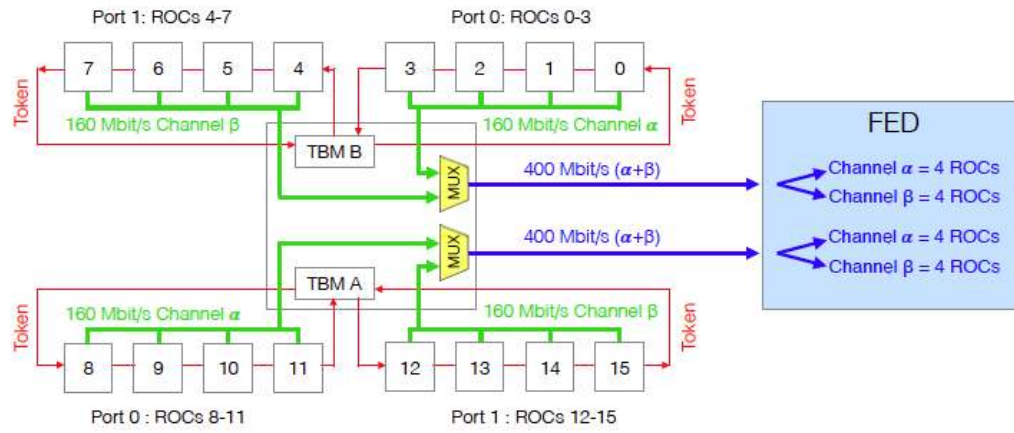 Port 1: ROCs 4-7
Port 0: ROCs 0-3
7
6
5
4
3
2
1
0
Token
Token
160 Mbit/s Channel β
160 Mbit/s Channel α
TBM B
MUX
400 Mbit/s (α+β)
FED
Channel α = 4 ROCs
Channel β = 4 ROCs
MUX
400 Mbit/s (α+β)
Channel α = 4 ROCs
Channel β = 4 ROCs
TBM A
160 Mbit/s Channel α
160 Mbit/s Channel β
Token
Token
8
9
10
11
12
13
14
15
Port 0 : ROCs 8-11
Port 1 : ROCs 12-15